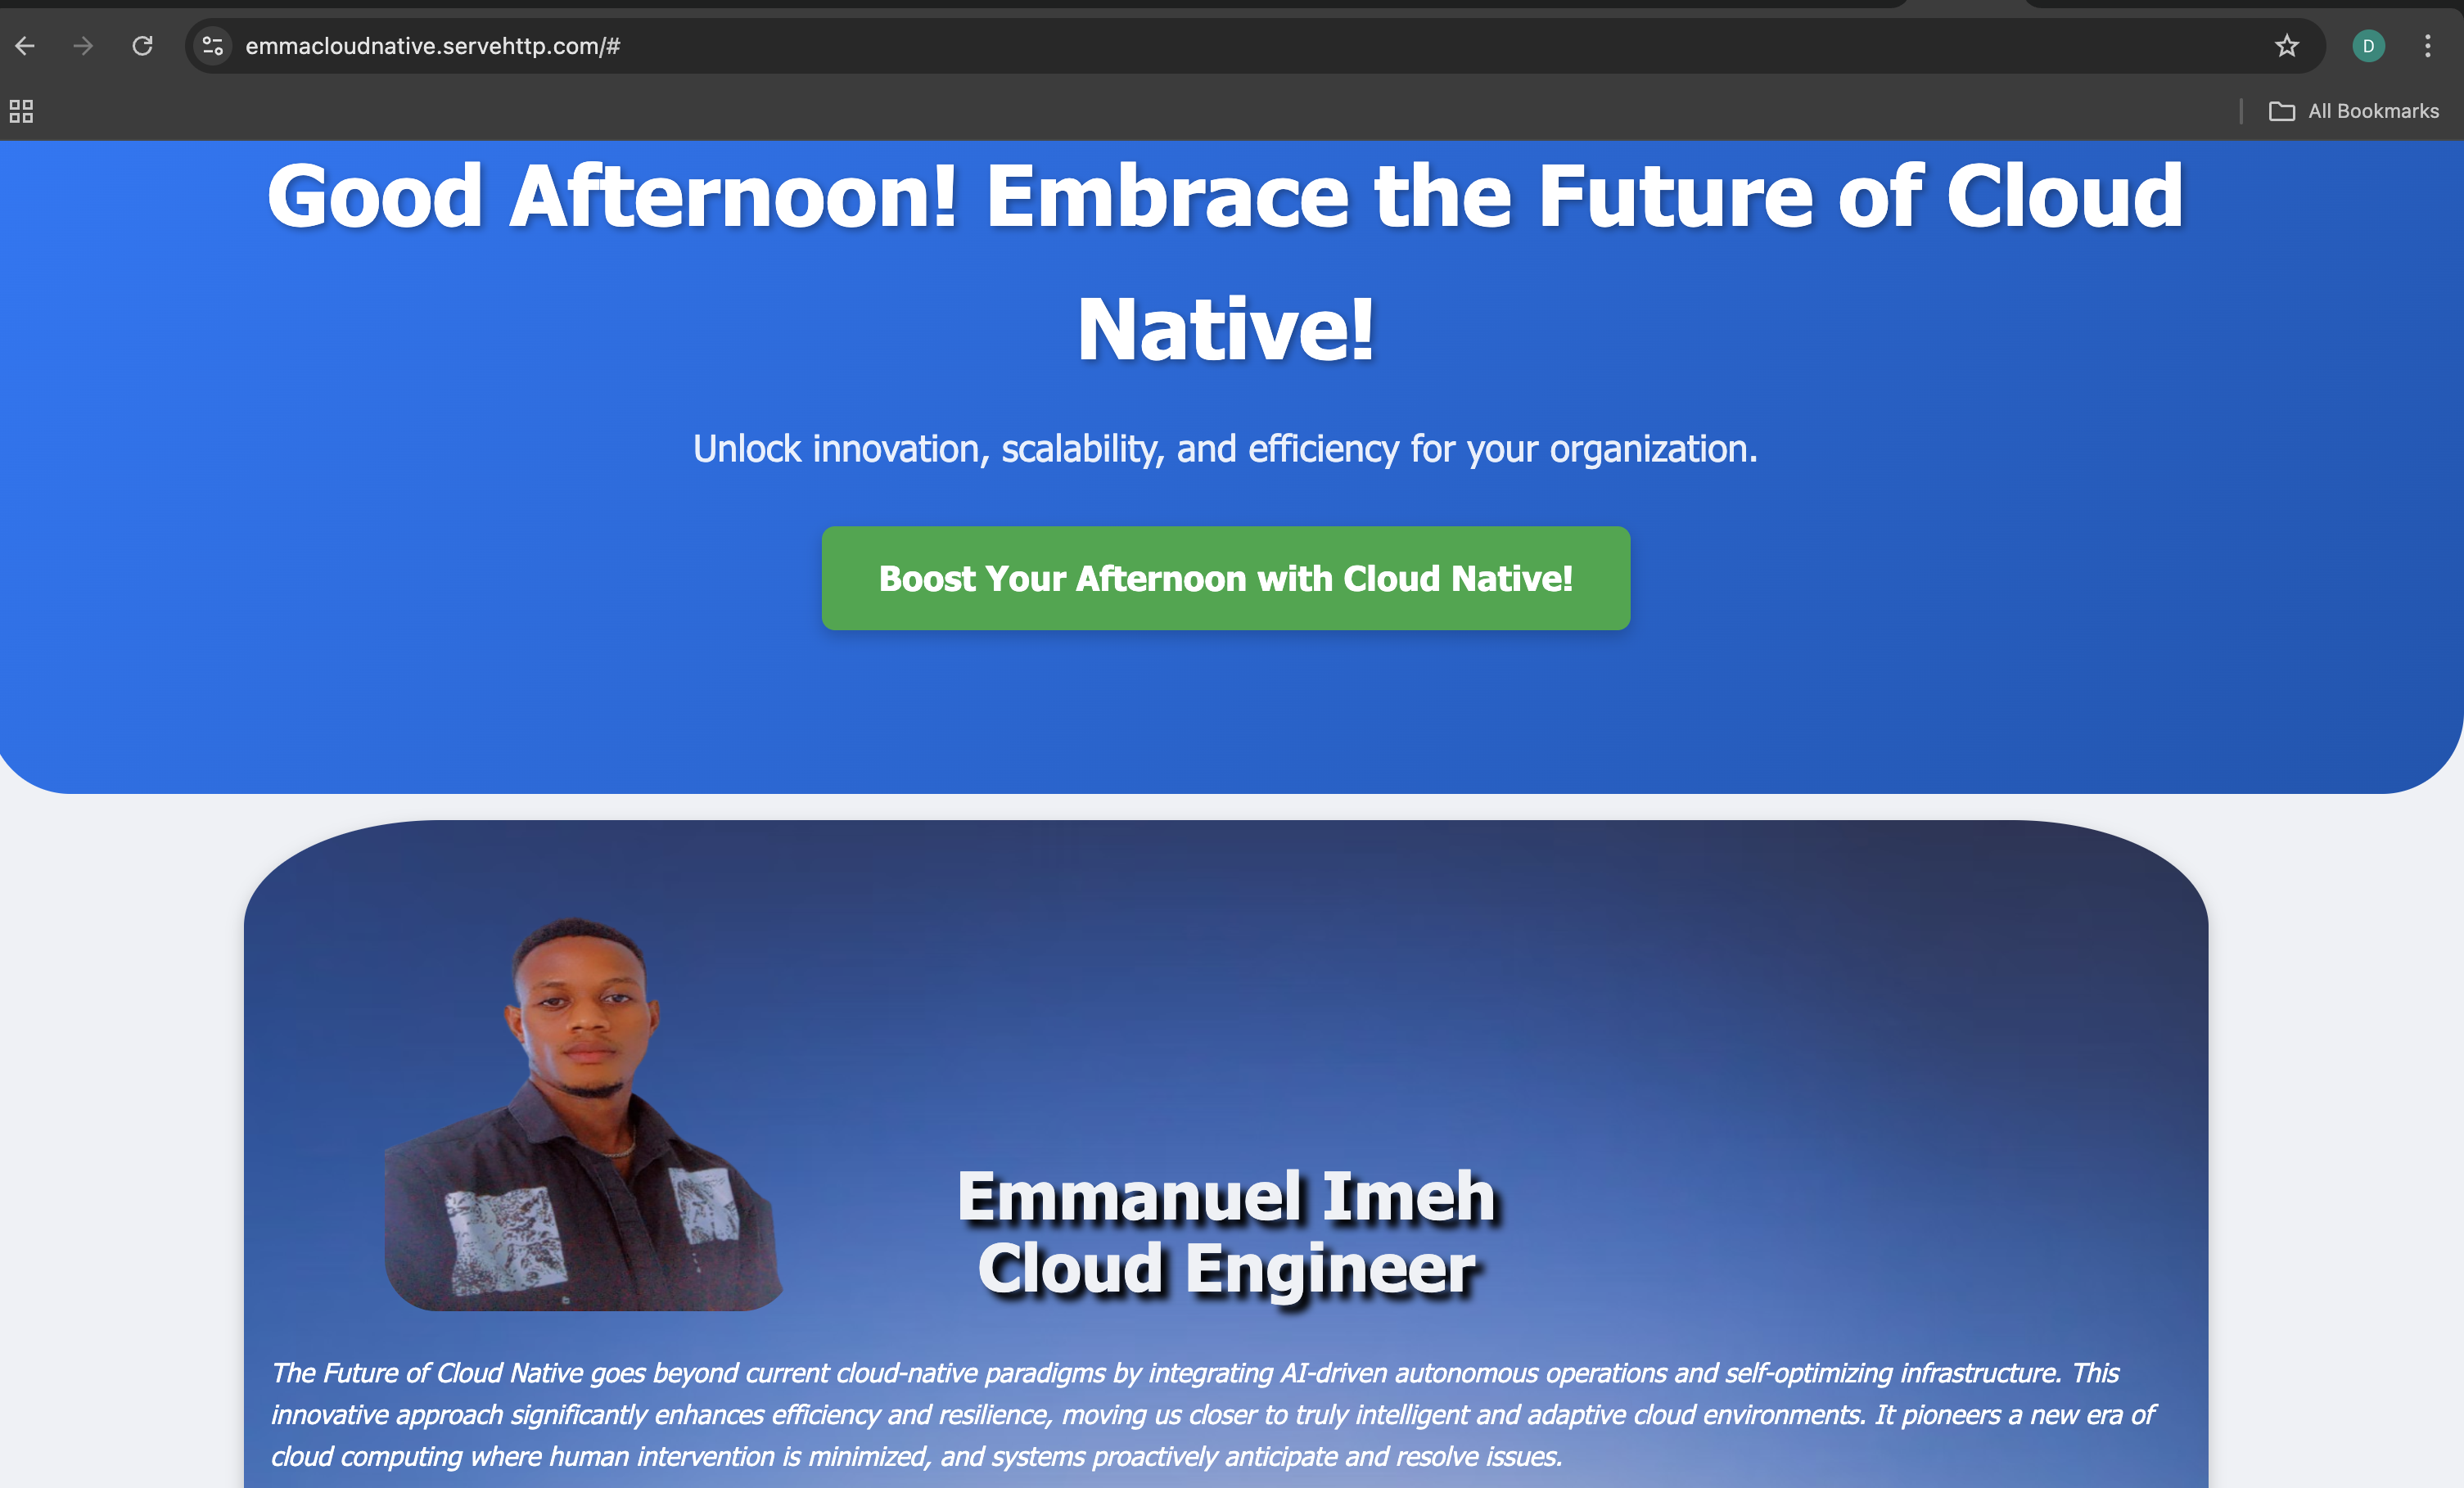 emmacloudnative.servehttp.com/#
D
All Bookmarks
Good Afternoon! Embrace the Future of Cloud
Native!
Unlock innovation, scalability, and efficiency for your organization.
Boost Your Afternoon with Cloud Native!
Emmanuel Imeh
Cloud Engineer
The Future of Cloud Native goes beyond current cloud-native paradigms by integrating AI-driven autonomous operations and self-optimizing infrastructure. This
innovative approach significantly enhances efficiency and resilience, moving us closer to truly intelligent and adaptive cloud environments. It pioneers a new era of
cloud computing where human intervention is minimized, and systems proactively anticipate and resolve issues.